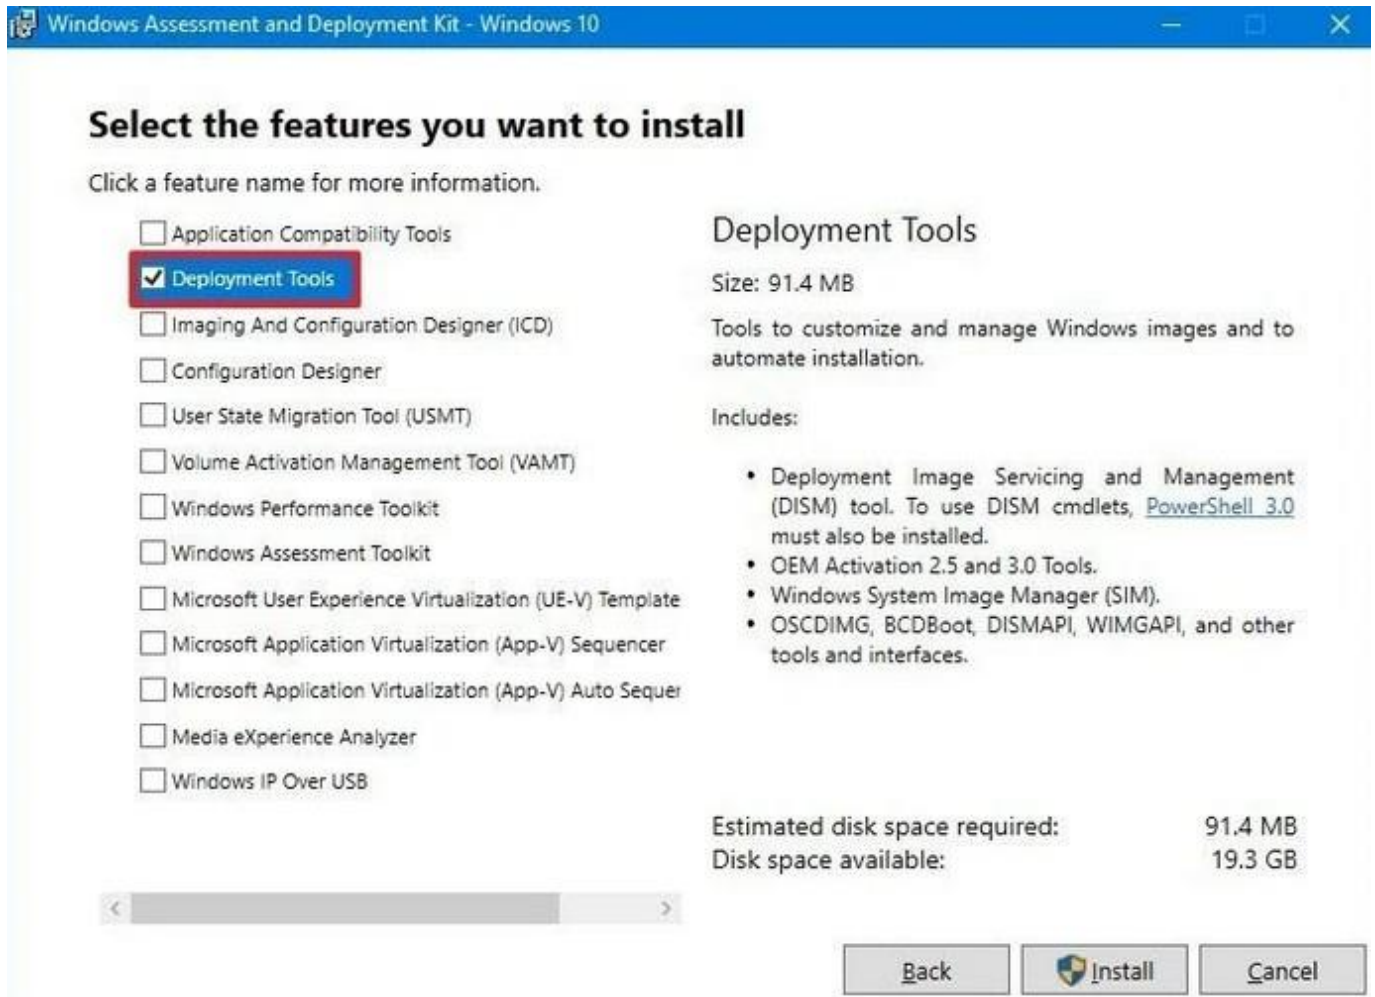 Windows Assessment and Deployment Kit - Windows 10
Select the features you want to install
Click a feature name for more information.
Application Compatibility Tools
Deployment Tools
Imaging And Configuration Designer (ICD)
Configuration Designer
User State Migration Tool (USMT)
Volume Activation Management Tool (VAMT)
Windows Performance Toolkit
Windows Assessment Toolkit
Microsoft User Experience Virtualization (UE-V) Template
Microsoft Application Virtualization (App-V) Sequencer
Microsoft Application Virtualization (App-V) Auto Sequer
Media eXperience Analyzer
Windows IP Over USB
Deployment Tools
Size: 91.4 MB
Tools to customize and manage Windows images and to
automate installation.
Includes:
• Deployment Image Servicing and Management
(DISM) tool. To use DISM cmdlets, PowerShell 3.0
must also be installed.
• OEM Activation 2.5 and 3.0 Tools.
• Windows System Image Manager (SIM).
• OSCDIMG, BCDBoot, DISMAPI, WIMGAPI, and other
tools and interfaces.
Estimated disk space required: 91.4 MB
Disk space available: 19.3 GB
Back Install Cancel